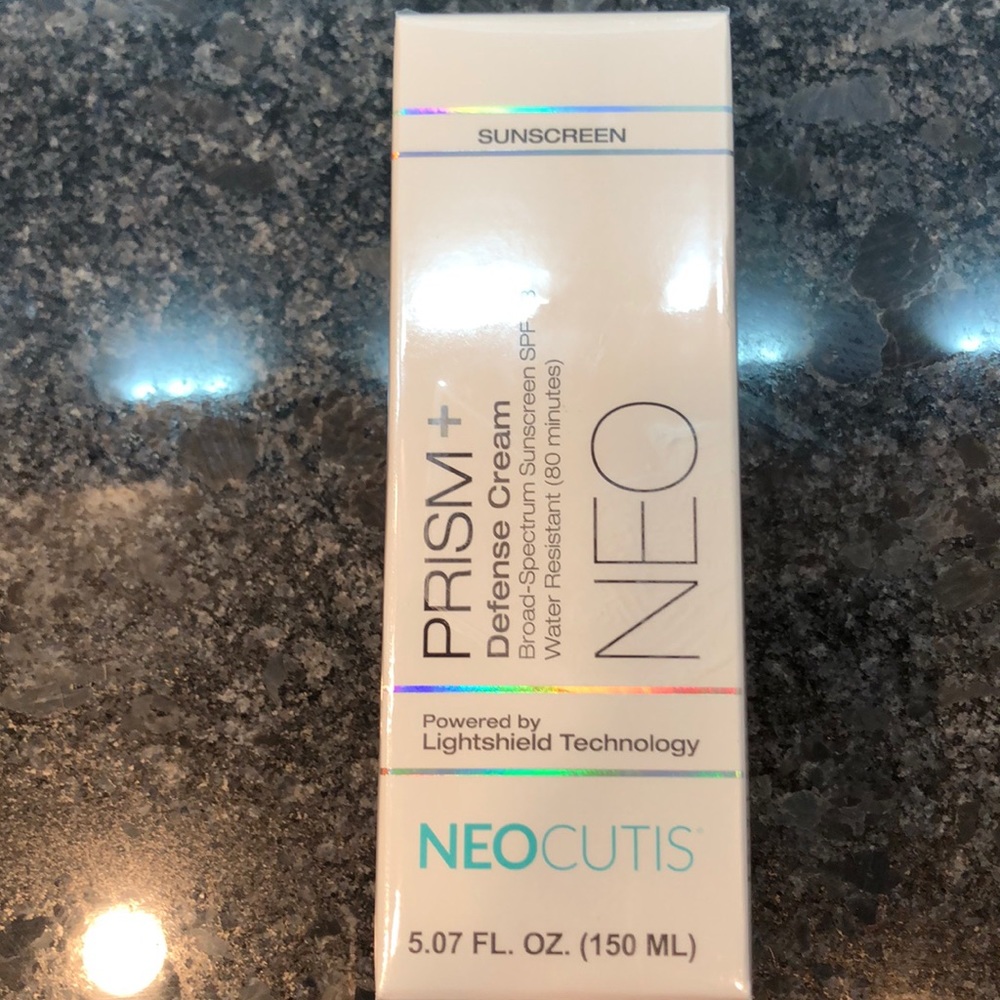 SUNSCREEN
PRISM+
Defense Cream
Broad-Spectrum Sunscreen SPF
Water Resistant (80 minutes)
NEO
Powered by
Lightshield Technology
NEOCUTIS
5.07 FL. OZ. (150 ML)